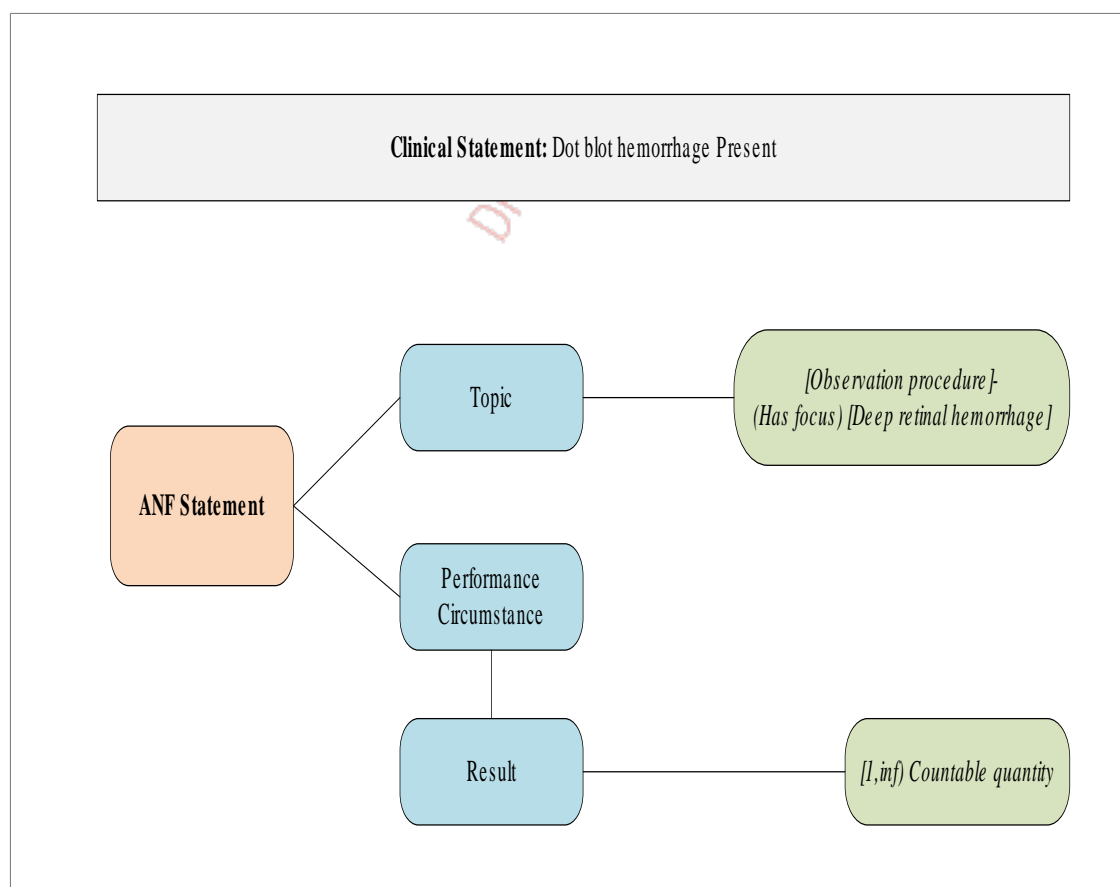 Clinical Statement: Dot blot hemorrhage Present
Topic
[Observation procedure]-
(Has focus) [Deep retinal hemorrhage]
ANF Statement
Performance
Circumstance
Result
[1,inf) Countable quantity